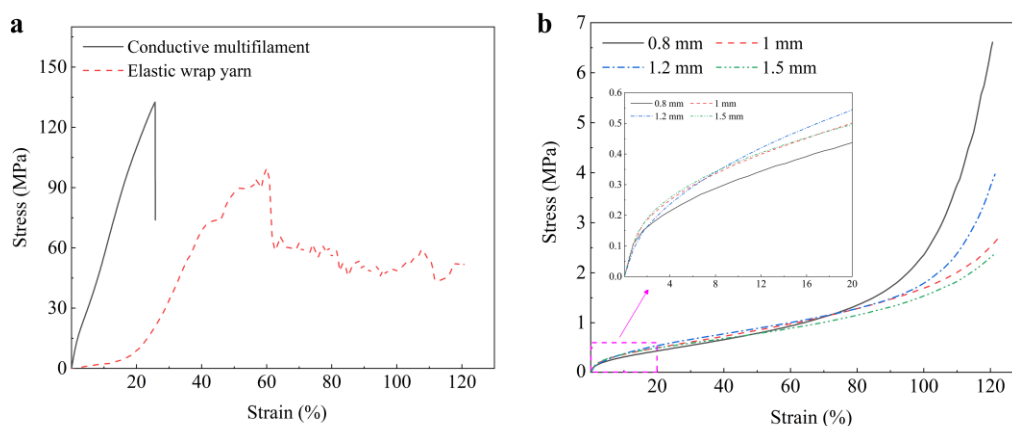 a
Conductive multifilament
Elastic wrap yarn
150
120
90
60
30
0
20 40 60 80 100 120
Stress (MPa)
Strain (%)
b
0.8 mm 1 mm
1.2 mm 1.5 mm
7
6
5
4
3
2
1
0
0 20 40 60 80 100 120
Stress (MPa)
Strain (%)
0.8 mm 1 mm
1.2 mm 1.5 mm
0.6
0.5
0.4
0.3
0.2
0.1
0.0
4 8 12 16 20